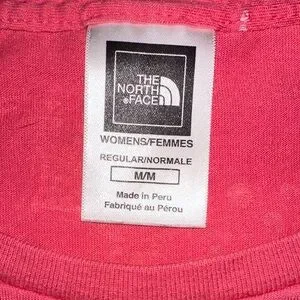 THE
NORTH
FACE
WOMENS/FEMMES
REGULAR/NORMALE
M/M
Made in Peru
Fabriqué au Pérou